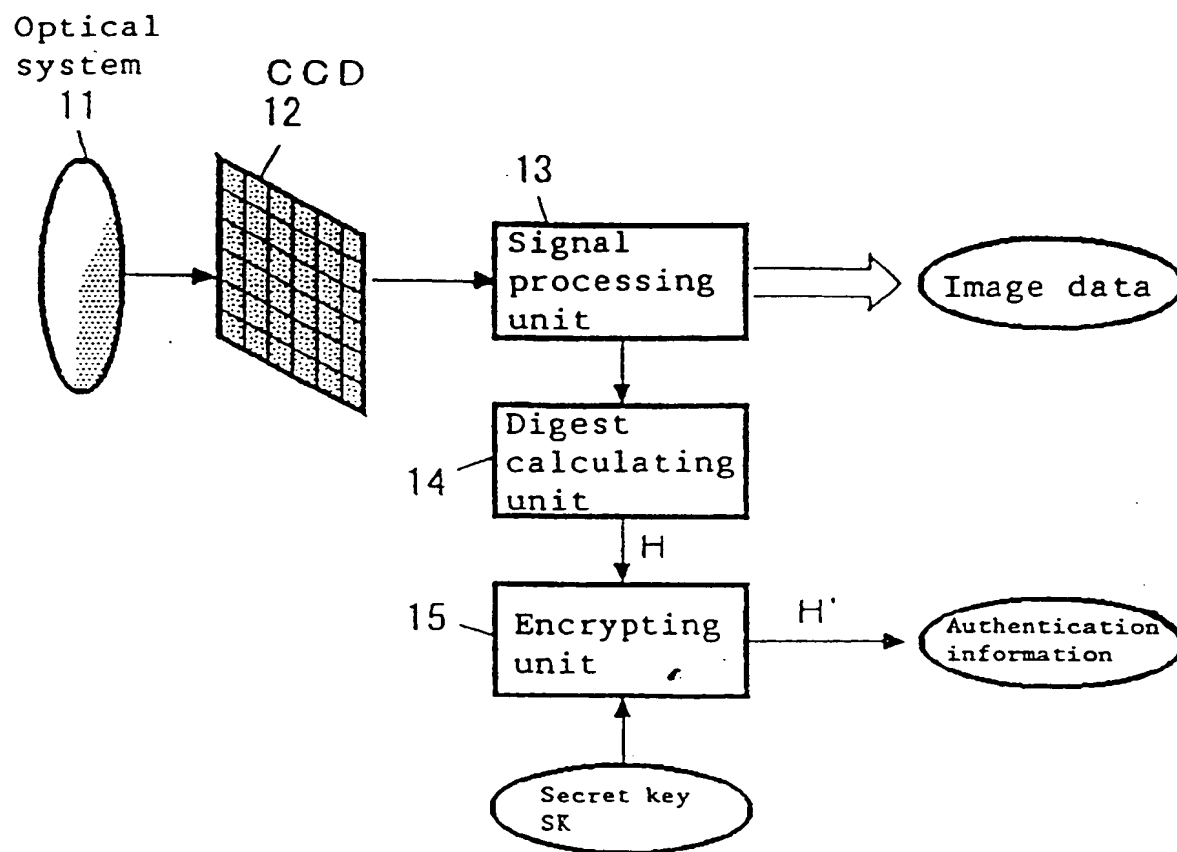 Optical
system
11
CCD
12
13
Signal
processing
unit
Image data
Digest
calculating
unit
14
H
15
Encrypting
unit
H'
Authentication
information
Secret key
SK